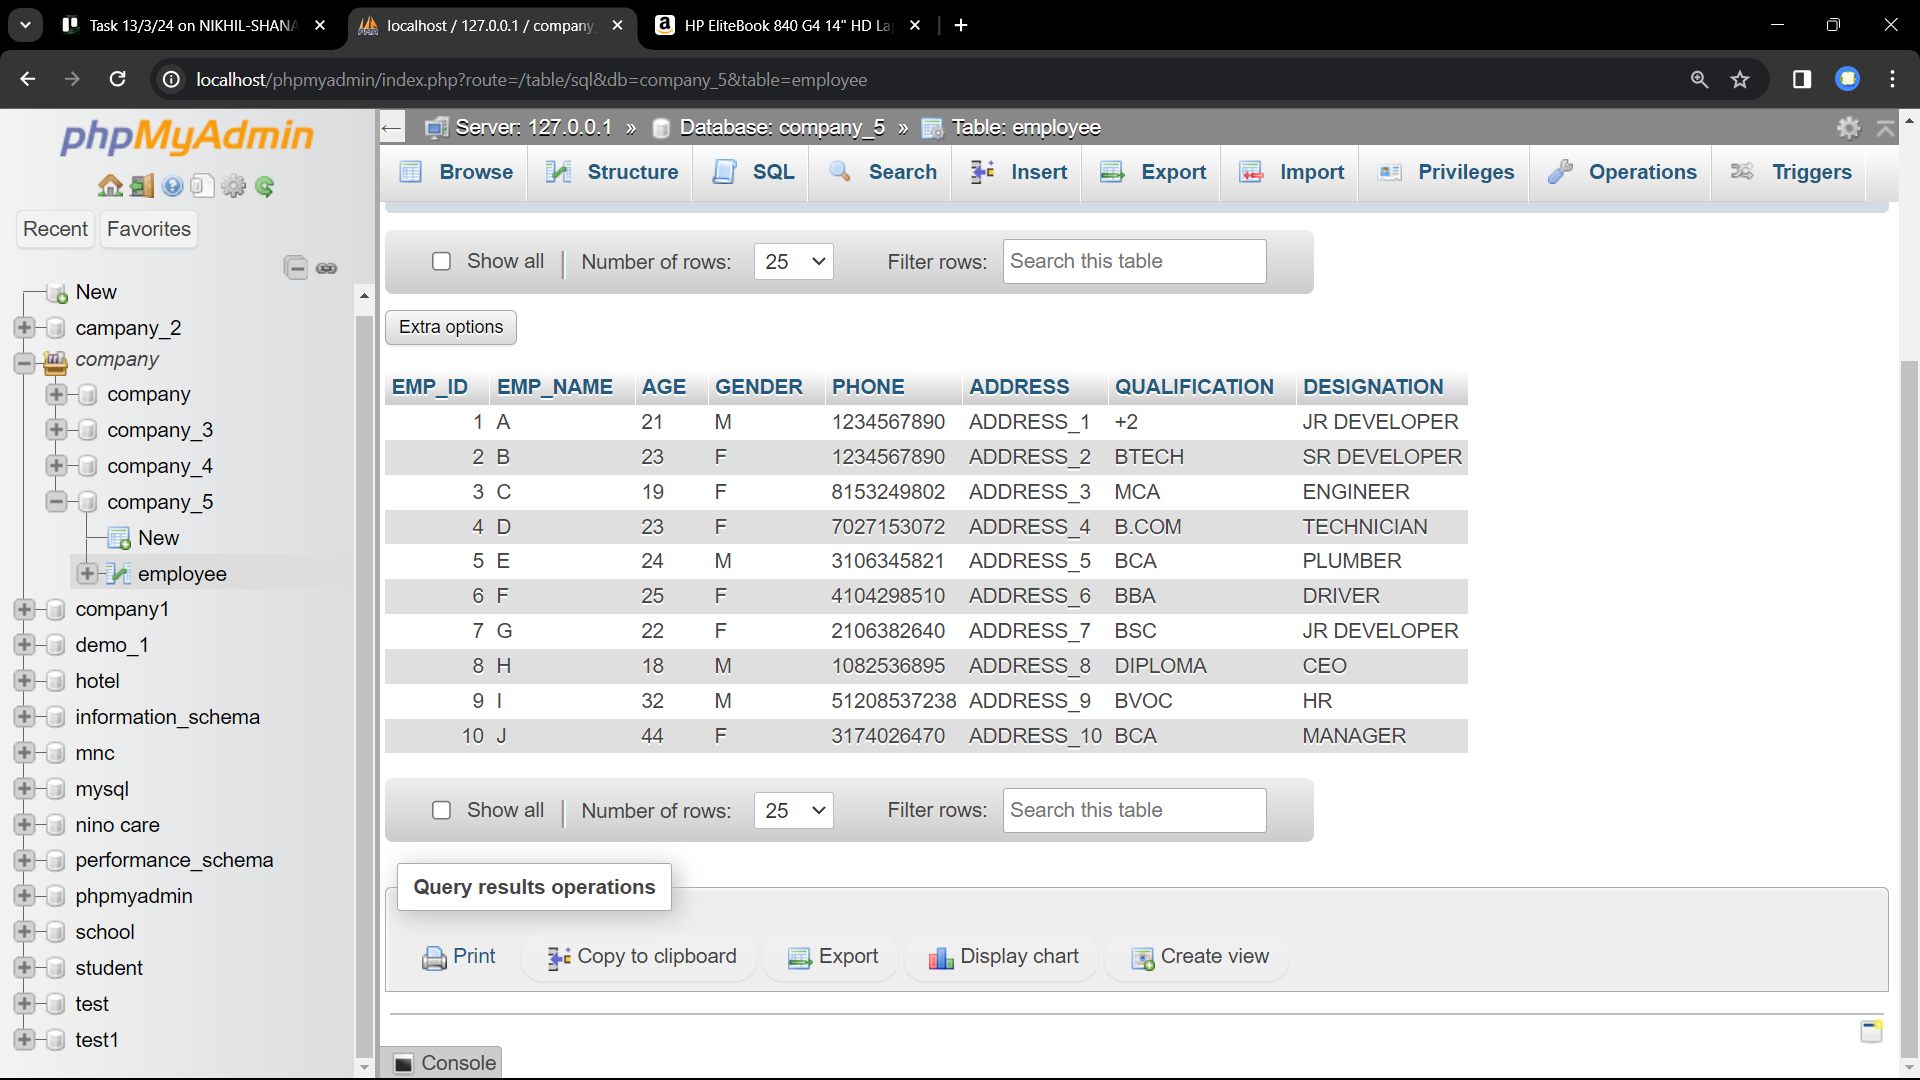 Task 13/3/24 on NIKHIL-SHANA
localhost / 127.0.0.1 / company
HP EliteBook 840 G4 14" HD La
localhost/phpmyadmin/index.php?route=/table/sql&db=company_5&table=employee
phpMyAdmin
Recent
Favorites
New
campany_2
company
company
company_3
company_4
company_5
New
employee
company1
demo_1
hotel
information_schema
mnc
mysql
nino care
performance_schema
phpmyadmin
school
student
test
test1
Server: 127.0.0.1 » Database: company_5 » Table: employee
Browse Structure SQL Search Insert Export Import Privileges Operations Triggers
Show all Number of rows: 25 Filter rows: Search this table
Extra options
EMP_ID EMP_NAME AGE GENDER PHONE ADDRESS QUALIFICATION DESIGNATION
1 A 21 M 1234567890 ADDRESS_1 +2 JR DEVELOPER
2 B 23 F 1234567890 ADDRESS_2 BTECH SR DEVELOPER
3 C 19 F 8153249802 ADDRESS_3 MCA ENGINEER
4 D 23 F 7027153072 ADDRESS_4 B.COM TECHNICIAN
5 E 24 M 3106345821 ADDRESS_5 BCA PLUMBER
6 F 25 F 4104298510 ADDRESS_6 BBA DRIVER
7 G 22 F 2106382640 ADDRESS_7 BSC JR DEVELOPER
8 H 18 M 1082536895 ADDRESS_8 DIPLOMA CEO
9 I 32 M 51208537238 ADDRESS_9 BVOC HR
10 J 44 F 3174026470 ADDRESS_10 BCA MANAGER
Show all Number of rows: 25 Filter rows: Search this table
Query results operations
Print Copy to clipboard Export Display chart Create view
Console